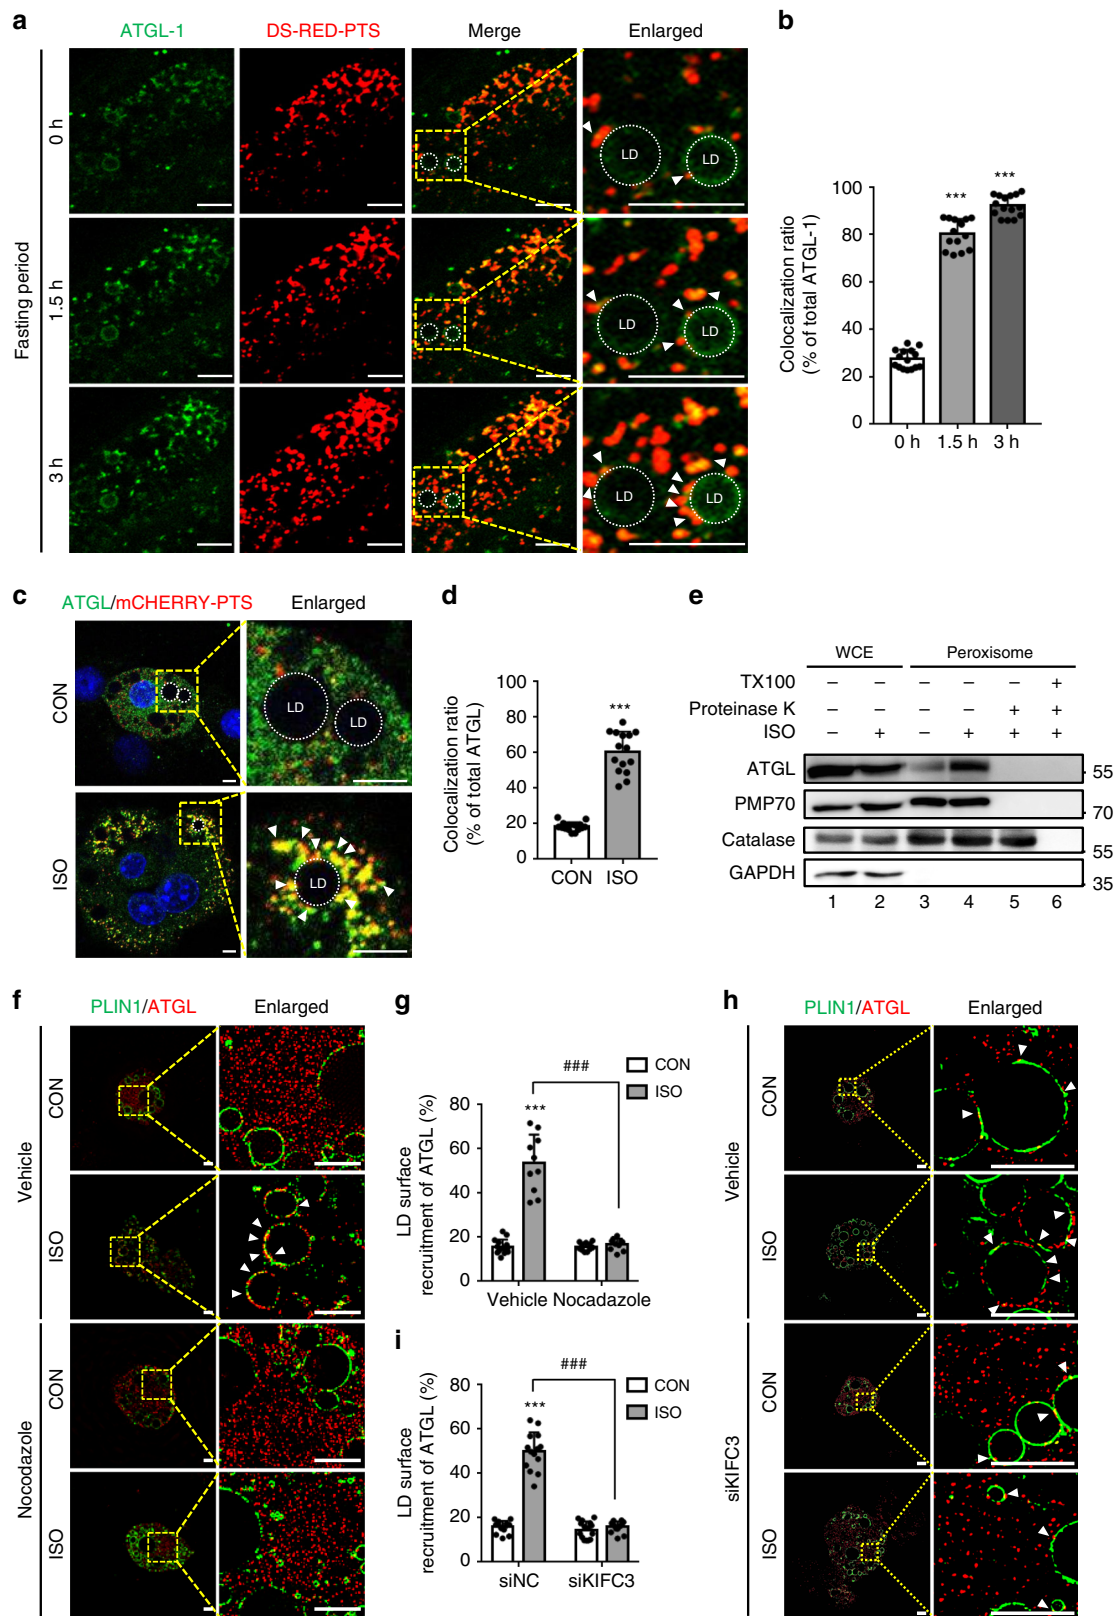 a
ATGL-1 DS-RED-PTS Merge Enlarged
Fasting period
0 h
LD LD
1.5 h
LD LD
3 h
LD LD
b
Colocalization ratio
(% of total ATGL-1)
100
80
60
40
20
0
*** ***
0 h 1.5 h 3 h
c
ATGL/mCHERRY-PTS Enlarged
CON
LD LD
ISO
LD
d
Colocalization ratio
(% of total ATGL)
100
80
60
40
20
0
***
CON ISO
e
WCE Peroxisome
TX100 – – – – – +
Proteinase K – – – – + +
ISO – + – + + +
ATGL 55
PMP70 70
Catalase 55
GAPDH 35
1 2 3 4 5 6
f
PLIN1/ATGL Enlarged
Vehicle
CON
ISO
Nocodazole
CON
ISO
g
LD surface
recruitment of ATGL (%)
80
60
40
20
0
***
###
CON
ISO
Vehicle Nocadazole
h
PLIN1/ATGL Enlarged
Vehicle
CON
ISO
siKIFC3
CON
ISO
i
LD surface
recruitment of ATGL (%)
80
60
40
20
0
***
###
CON
ISO
siNC siKIFC3